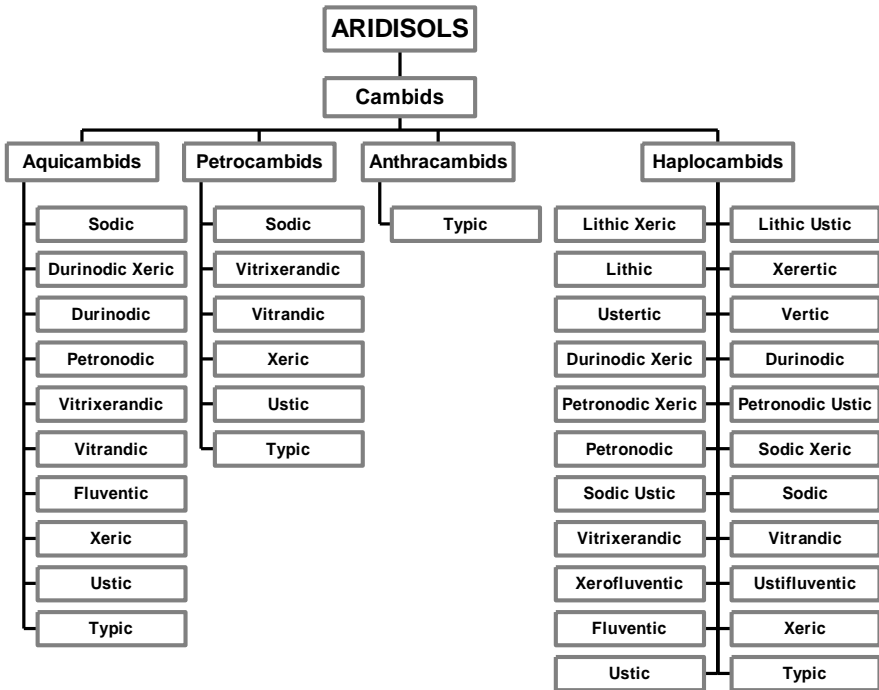 ARIDISOLS
Cambids
Aquicambids
Petrocambids
Anthracambids
Haplocambids
Sodic
Durinodic Xeric
Durinodic
Petronodic
Vitrixerandic
Vitrandic
Fluventic
Xeric
Ustic
Typic
Sodic
Vitrixerandic
Vitrandic
Xeric
Ustic
Typic
Typic
Lithic Xeric
Lithic Ustic
Lithic
Xerertic
Ustertic
Vertic
Durinodic Xeric
Durinodic
Petronodic Xeric
Petronodic Ustic
Petronodic
Sodic Xeric
Sodic Ustic
Sodic
Vitrixerandic
Vitrandic
Xerofluventic
Ustifluventic
Fluventic
Xeric
Ustic
Typic